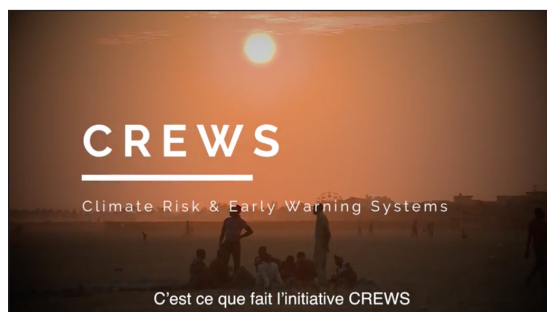 CREWS
Climate Risk & Early Warning Systems
C'est ce que fait l'initiative CREWS